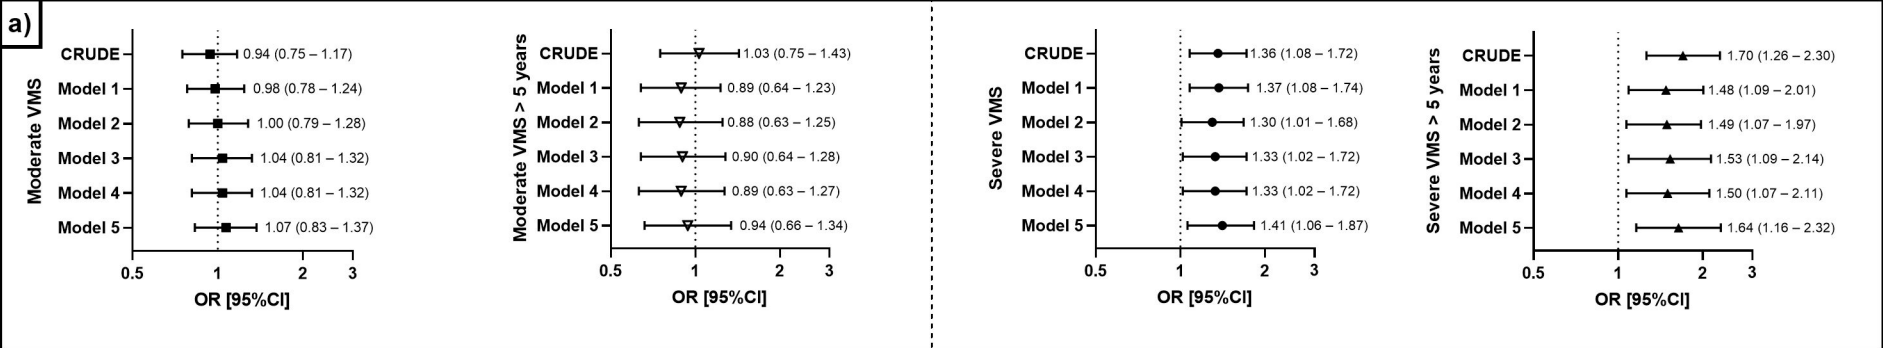 a)
Moderate VMS
CRUDE
0.94 (0.75 – 1.17)
Model 1
0.98 (0.78 – 1.24)
Model 2
1.00 (0.79 – 1.28)
Model 3
1.04 (0.81 – 1.32)
Model 4
1.04 (0.81 – 1.32)
Model 5
1.07 (0.83 – 1.37)
0.5 1 2 3
OR [95%CI]
Moderate VMS > 5 years
CRUDE
1.03 (0.75 – 1.43)
Model 1
0.89 (0.64 – 1.23)
Model 2
0.88 (0.63 – 1.25)
Model 3
0.90 (0.64 – 1.28)
Model 4
0.89 (0.63 – 1.27)
Model 5
0.94 (0.66 – 1.34)
0.5 1 2 3
OR [95%CI]
Severe VMS
CRUDE
1.36 (1.08 – 1.72)
Model 1
1.37 (1.08 – 1.74)
Model 2
1.30 (1.01 – 1.68)
Model 3
1.33 (1.02 – 1.72)
Model 4
1.33 (1.02 – 1.72)
Model 5
1.41 (1.06 – 1.87)
0.5 1 2 3
OR [95%CI]
Severe VMS > 5 years
CRUDE
1.70 (1.26 – 2.30)
Model 1
1.48 (1.09 – 2.01)
Model 2
1.49 (1.07 – 1.97)
Model 3
1.53 (1.09 – 2.14)
Model 4
1.50 (1.07 – 2.11)
Model 5
1.64 (1.16 – 2.32)
0.5 1 2 3
OR [95%CI]